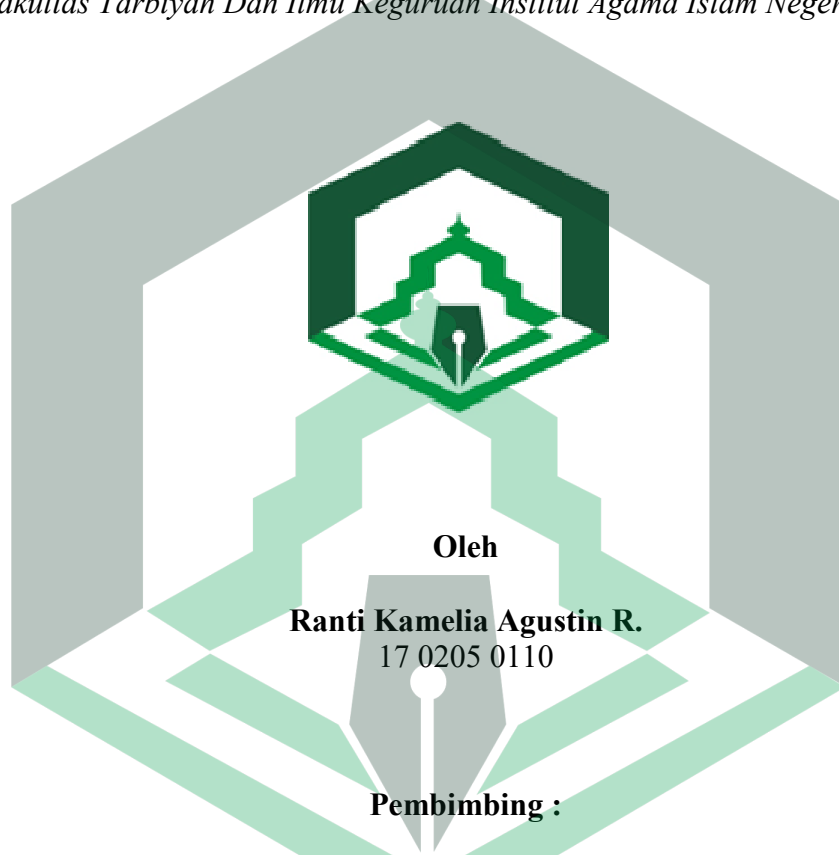 akultas Tarbiyah Dan Ilmu Keguruan Institut Agama Islam Neger
Oleh
Ranti Kamelia Agustin R.
17 0205 0110
Pembimbing :